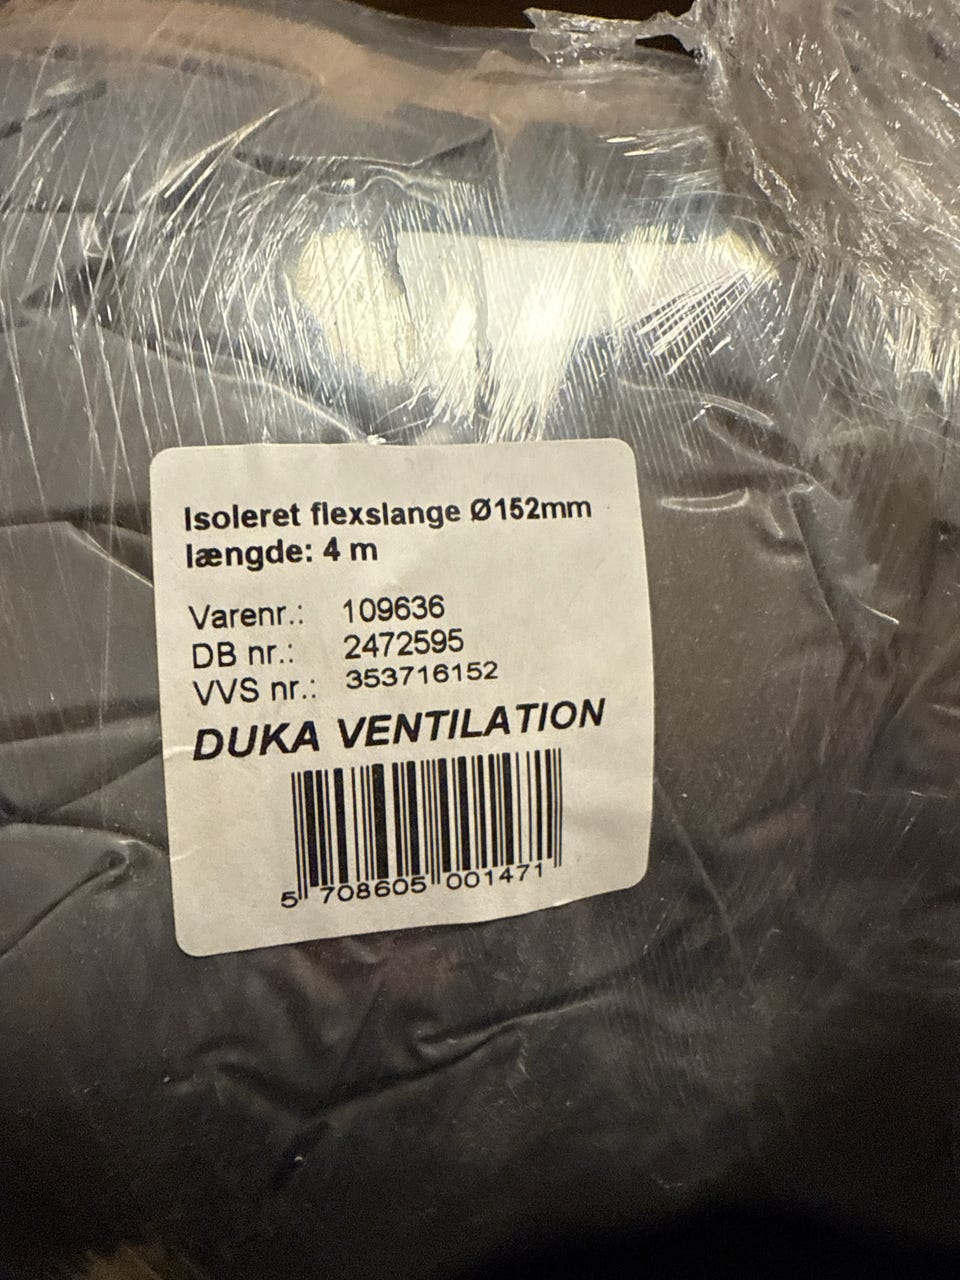 Isoleret flexslange Ø152mm
længde: 4 m
Varenr.: 109636
DB nr.: 2472595
VVS nr.: 353716152
DUKA VENTILATION
5 708605 001471